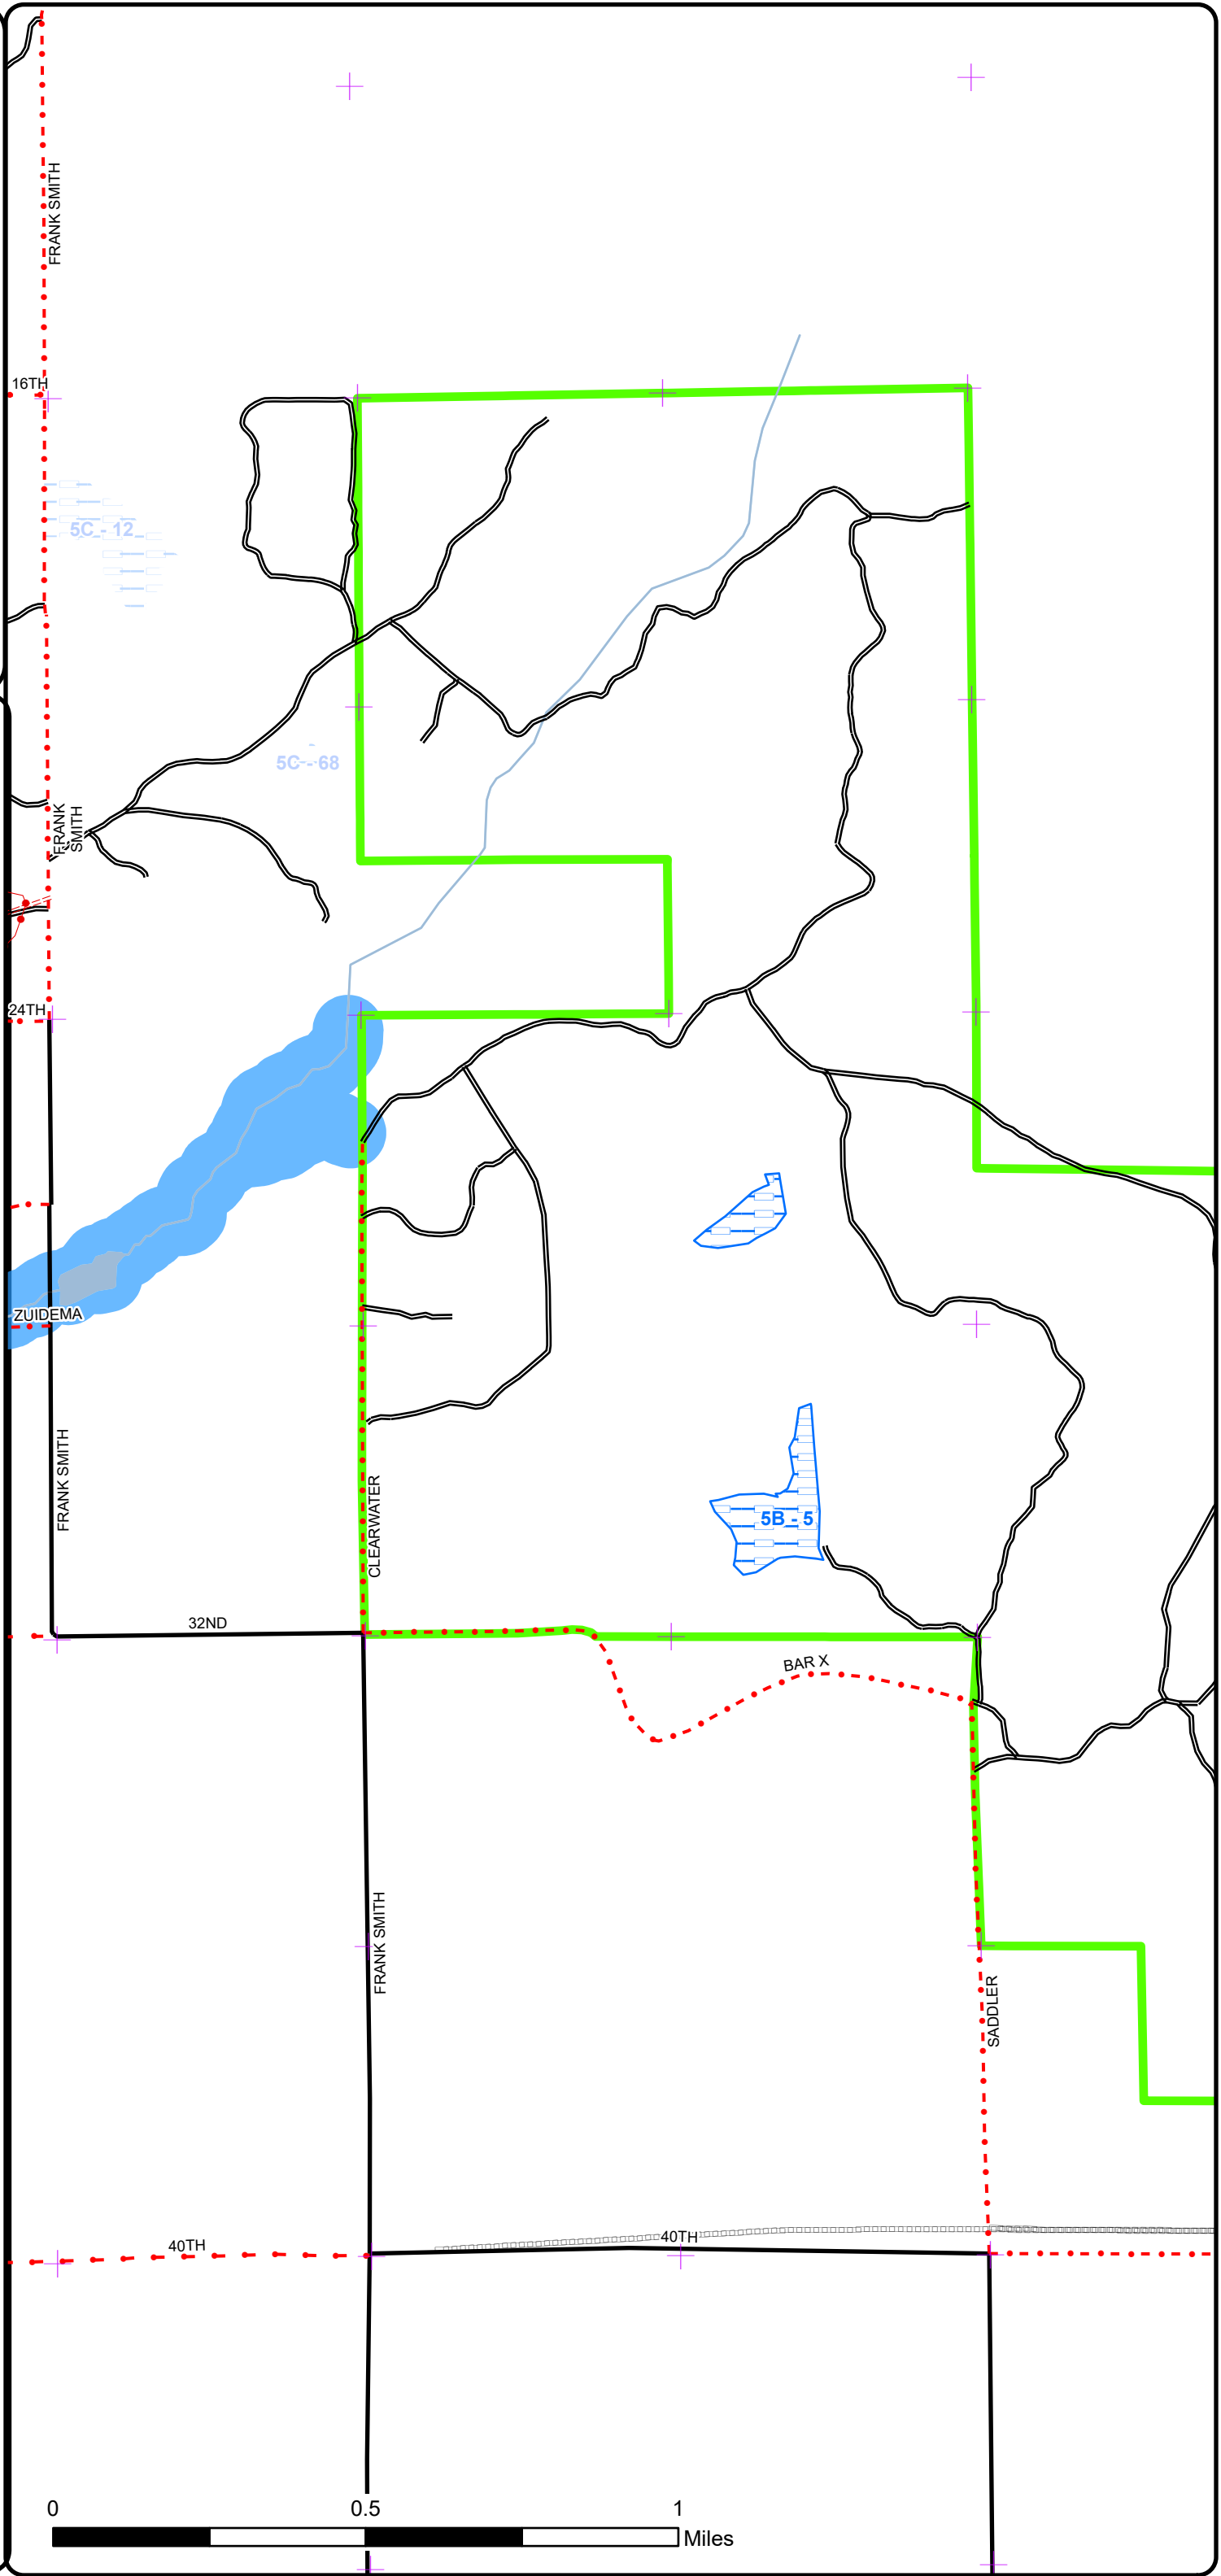 FRANK SMITH
16TH
5C - 12
5C - 68
FRANK
SMITH
24TH
ZUIDEMA
FRANK SMITH
CLEARWATER
5B - 5
32ND
BAR X
FRANK SMITH
SADDLER
40TH
40TH
0 0.5 1
Miles